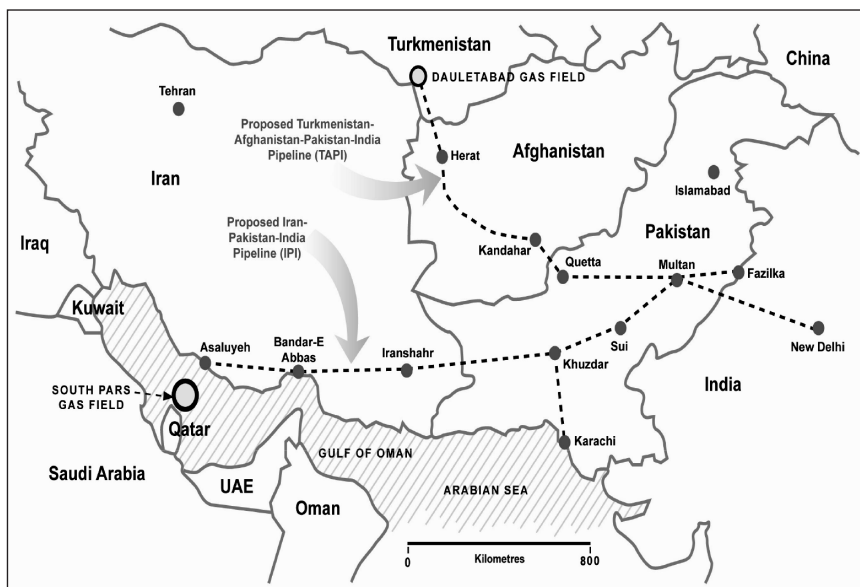 Turkmenistan
China
DAULETABAD GAS FIELD
Tehran
Proposed Turkmenistan-
Afghanistan-Pakistan-India
Pipeline (TAPI)
Herat
Afghanistan
Iran
Islamabad
Proposed Iran-
Pakistan-India
Pipeline (IPI)
Pakistan
Iraq
Kandahar
Quetta
Multan
Fazilka
Kuwait
Asaluyeh
Bandar-E
Abbas
Iranshahr
Sui
New Delhi
Khuzdar
India
SOUTH PARS
GAS FIELD
Qatar
Karachi
GULF OF OMAN
Saudi Arabia
UAE
ARABIAN SEA
Oman
0 Kilometres 800